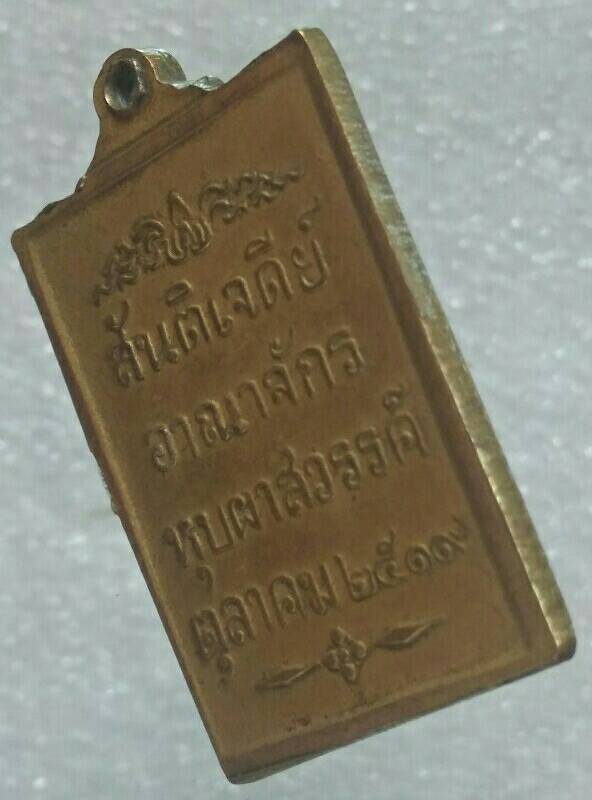 สันติเจดีย์
อาณาจักร
หุบผาสวรรค์
ตุลาคม ๒๕๑๙